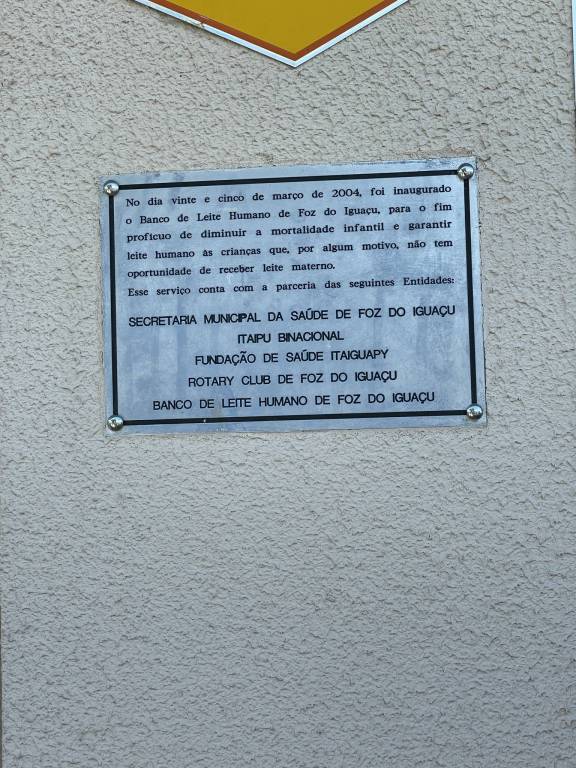 No dia vinte e cinco de março de 2004, foi inaugurado
o Banco de Leite Humano de Foz do Iguaçu, para o fim
profícuo de diminuir a mortalidade infantil e garantir
leite humano às crianças que, por algum motivo, não tem
oportunidade de receber leite materno.
Esse serviço conta com a parceria das seguintes Entidades:
SECRETARIA MUNICIPAL DA SAÚDE DE FOZ DO IGUAÇU
ITAIPU BINACIONAL
FUNDAÇÃO DE SAÚDE ITAIGUAPY
ROTARY CLUB DE FOZ DO IGUAÇU
BANCO DE LEITE HUMANO DE FOZ DO IGUAÇU